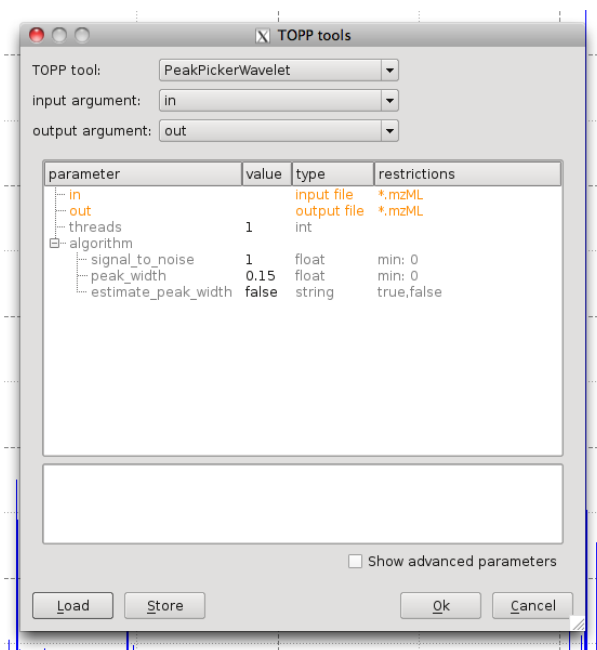 X TOPP tools
TOPP tool: PeakPickerWavelet
input argument: in
output argument: out
parameter value type restrictions
in input file *.mzML
out output file *.mzML
threads 1 int
algorithm
signal_to_noise 1 float min: 0
peak_width 0.15 float min: 0
estimate_peak_width false string true,false
Show advanced parameters
Load Store Ok Cancel